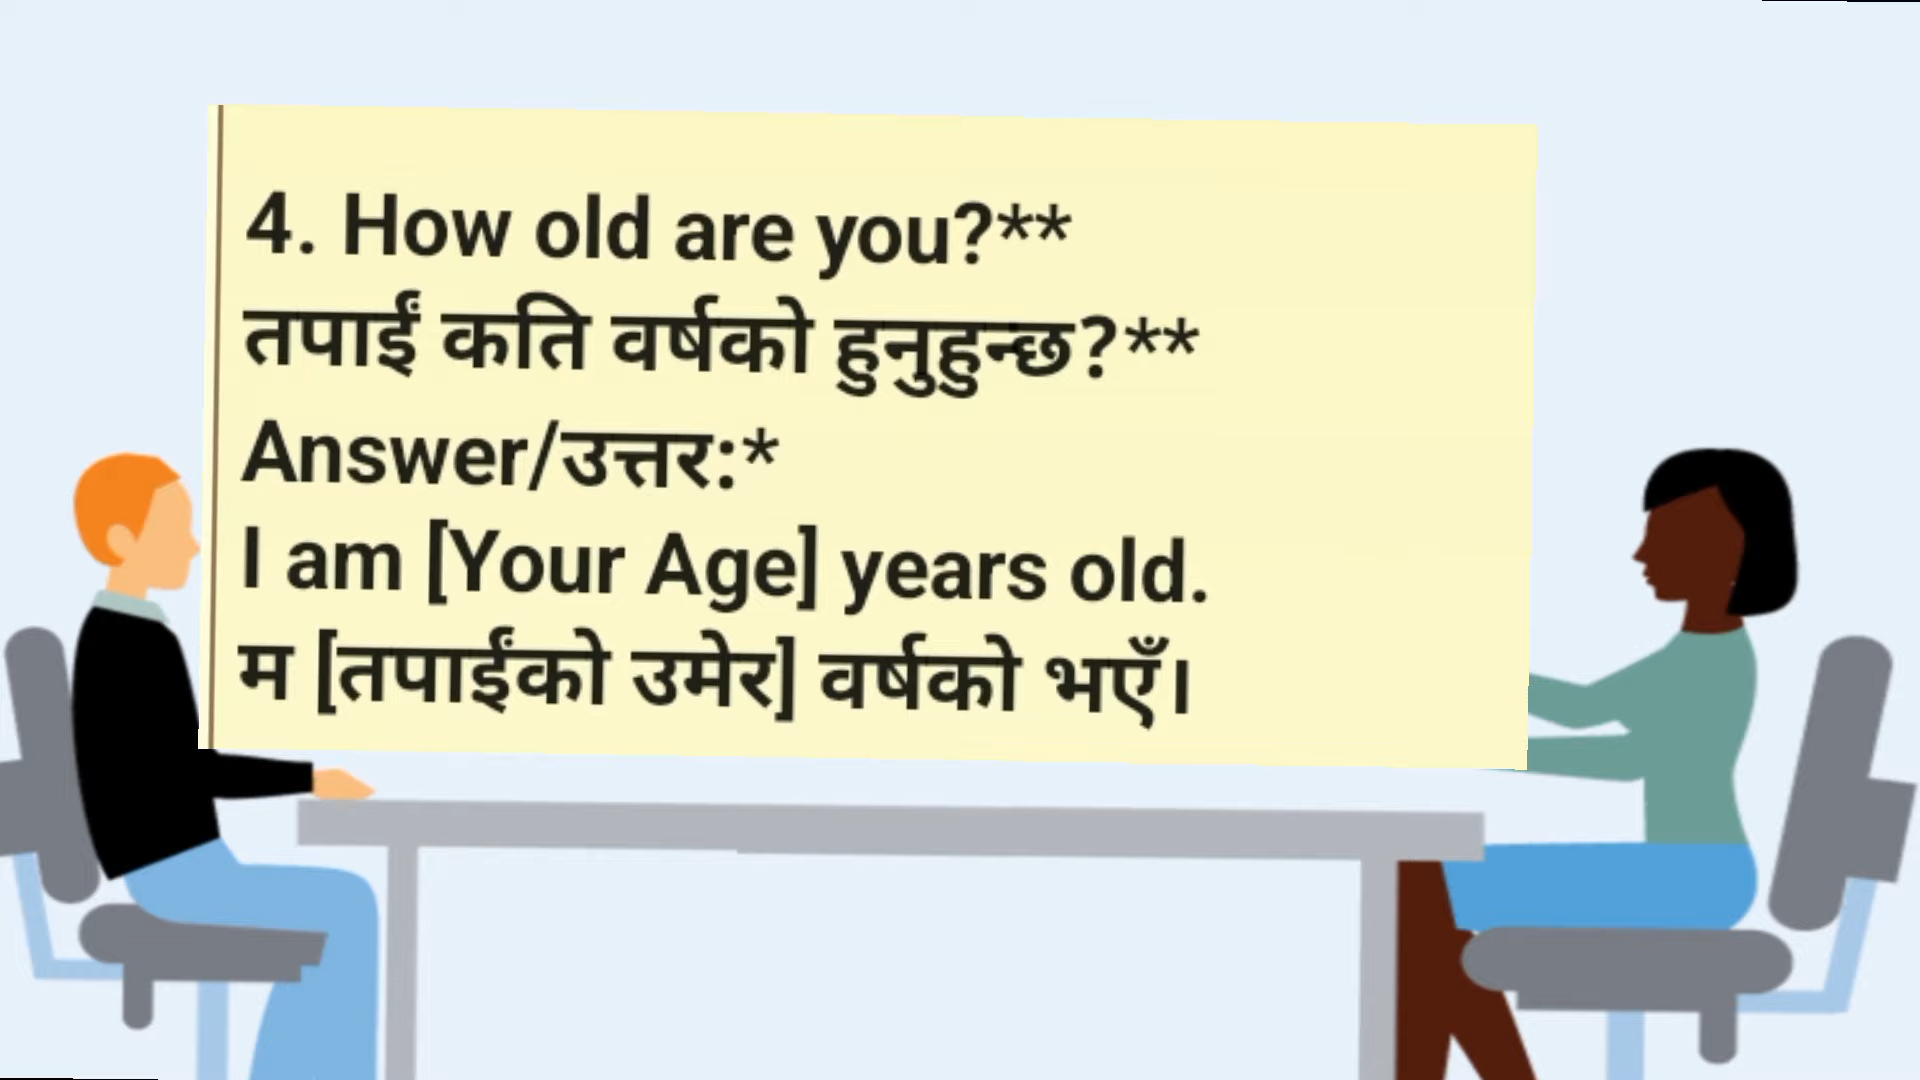 4. How old are you?**
तपाईं कति वर्षको हुनुहुन्छ?**
Answer/उत्तर:*
I am [Your Age] years old.
म [तपाईंको उमेर] वर्षको भएँ।